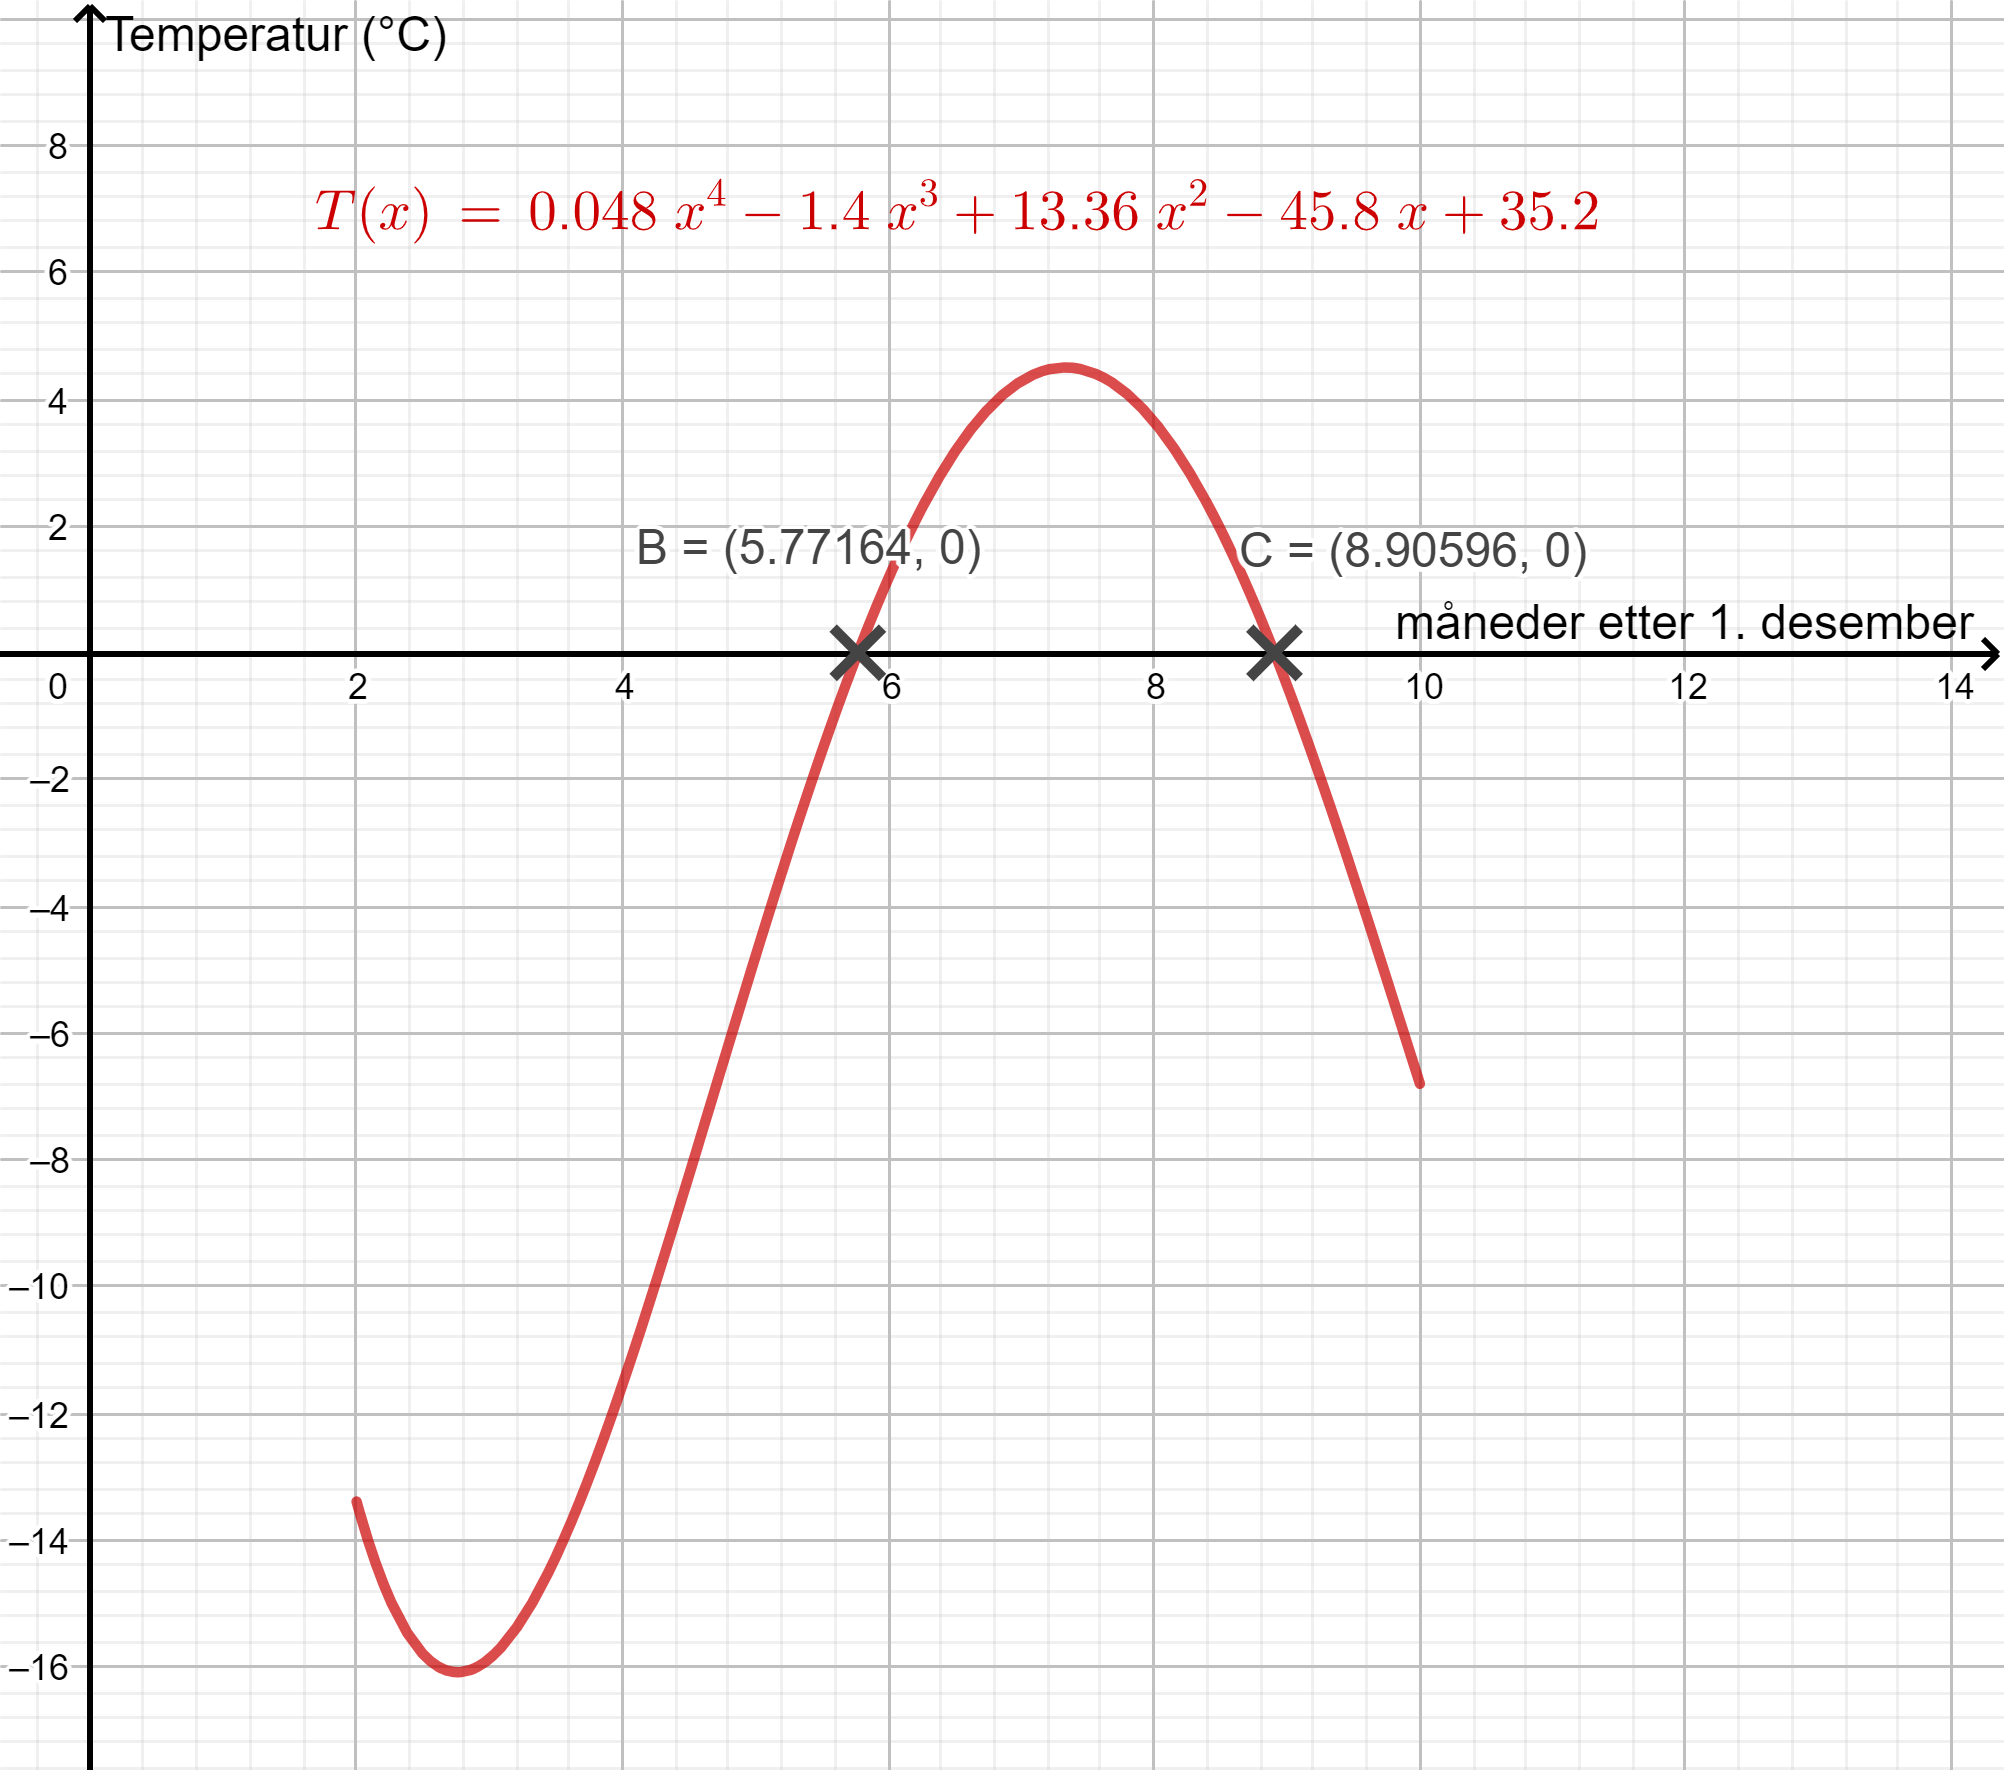 Temperatur (°C)
8
T(x) = 0.048 x⁴ − 1.4 x³ + 13.36 x² − 45.8 x + 35.2
6
4
2
B = (5.77164, 0)
C = (8.90596, 0)
måneder etter 1. desember
0 2 4 6 8 10 12 14
–2
–4
–6
–8
–10
–12
–14
–16